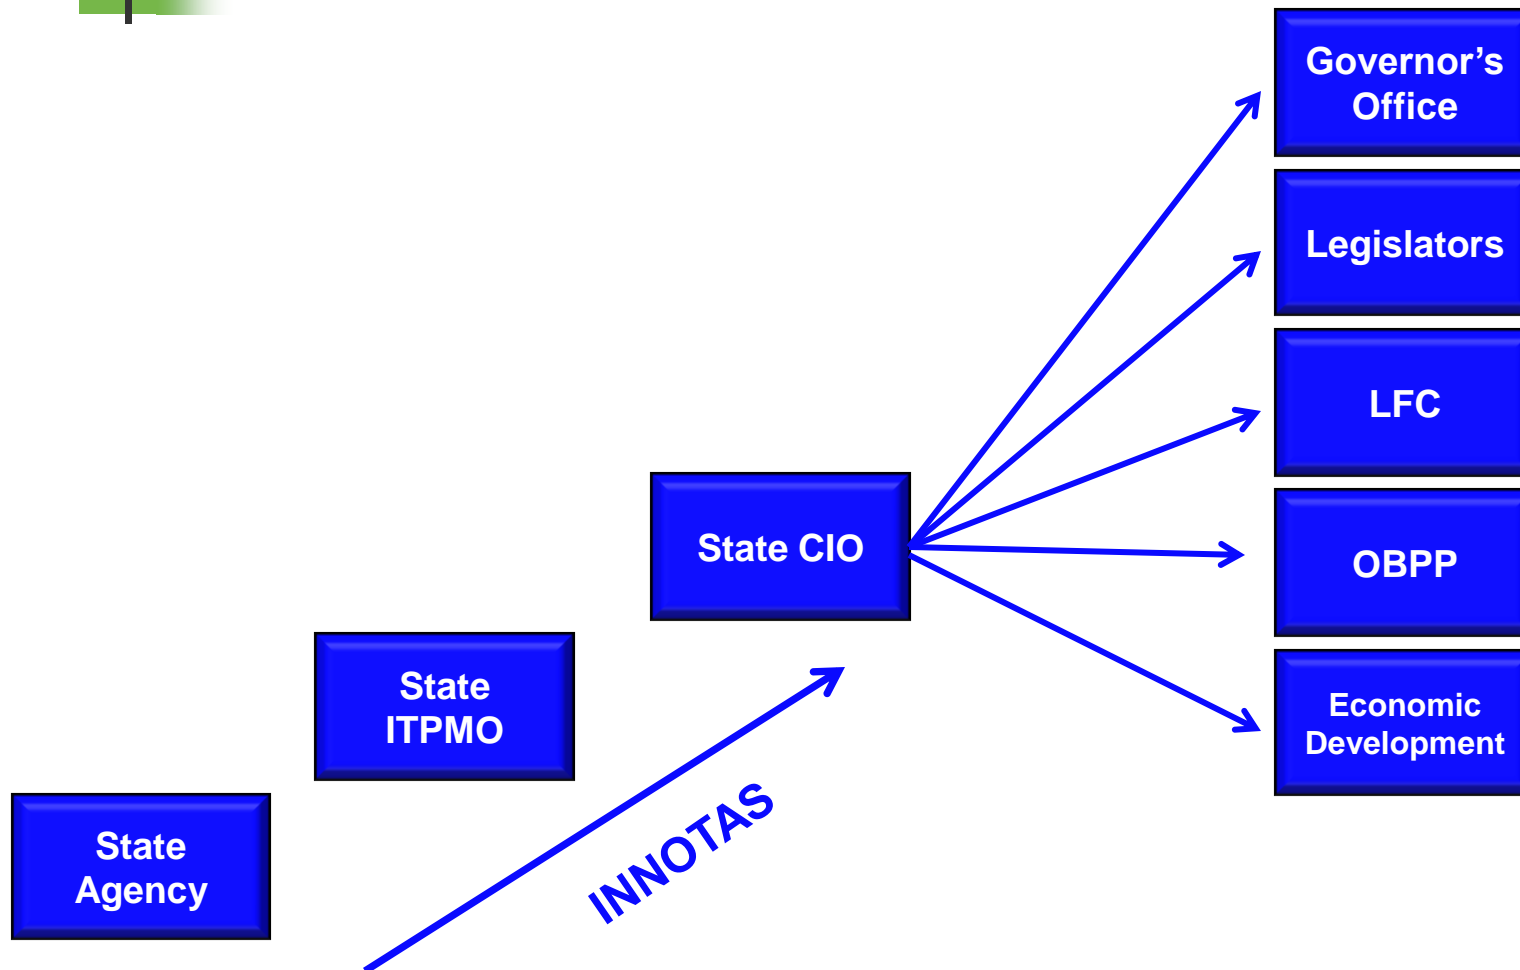 Governor’s
Office
Legislators
LFC
State CIO
OBPP
State
ITPMO
Economic
Development
INNOTAS
State
Agency